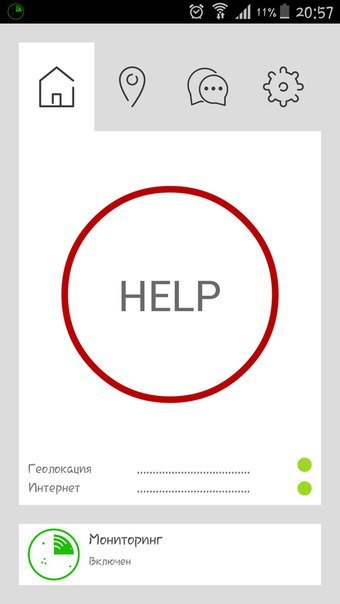 11% 20:57
HELP
Геолокация ................................
Интернет ................................
Мониторинг
Включен